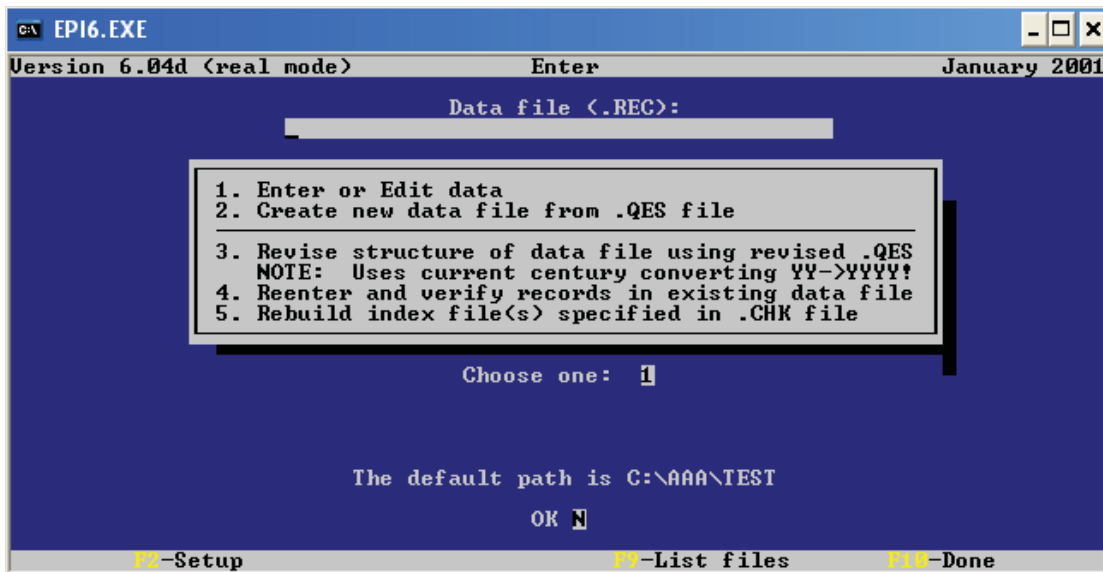 EPI6.EXE
Version 6.04d (real mode) Enter January 2001
Data file (.REC):
1. Enter or Edit data
2. Create new data file from .QES file
3. Revise structure of data file using revised .QES
NOTE: Uses current century converting YY->YYYY!
4. Reenter and verify records in existing data file
5. Rebuild index file(s) specified in .CHK file
Choose one: 1
The default path is C:\AAA\TEST
OK N
F2-Setup F9-List files F10-Done